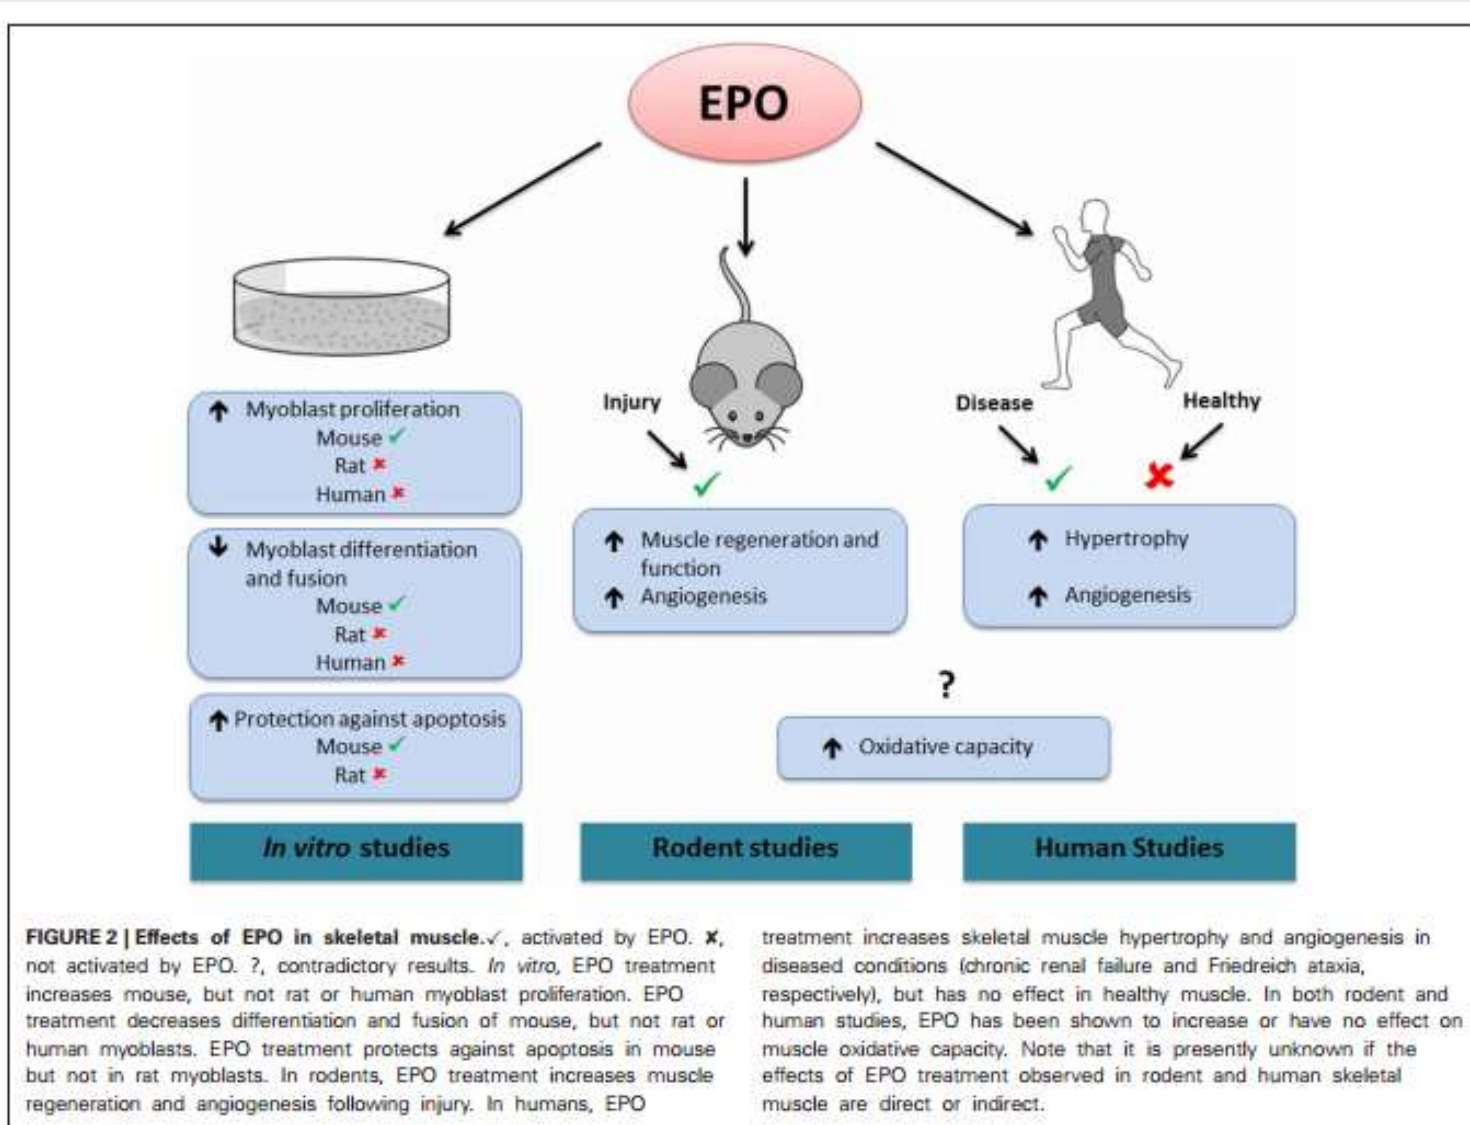 EPO
↑ Myoblast proliferation
Mouse ✓
Rat ✘
Human ✘
↓ Myoblast differentiation
and fusion
Mouse ✓
Rat ✘
Human ✘
↑ Protection against apoptosis
Mouse ✓
Rat ✘
In vitro studies
Injury
✓
↑ Muscle regeneration and
function
↑ Angiogenesis
Rodent studies
Disease
Healthy
✓ ✘
↑ Hypertrophy
↑ Angiogenesis
?
↑ Oxidative capacity
Human Studies
FIGURE 2 | Effects of EPO in skeletal muscle.✓, activated by EPO. ✘,
not activated by EPO. ?, contradictory results. In vitro, EPO treatment
increases mouse, but not rat or human myoblast proliferation. EPO
treatment decreases differentiation and fusion of mouse, but not rat or
human myoblasts. EPO treatment protects against apoptosis in mouse
but not in rat myoblasts. In rodents, EPO treatment increases muscle
regeneration and angiogenesis following injury. In humans, EPO
treatment increases skeletal muscle hypertrophy and angiogenesis in
diseased conditions (chronic renal failure and Friedreich ataxia,
respectively), but has no effect in healthy muscle. In both rodent and
human studies, EPO has been shown to increase or have no effect on
muscle oxidative capacity. Note that it is presently unknown if the
effects of EPO treatment observed in rodent and human skeletal
muscle are direct or indirect.